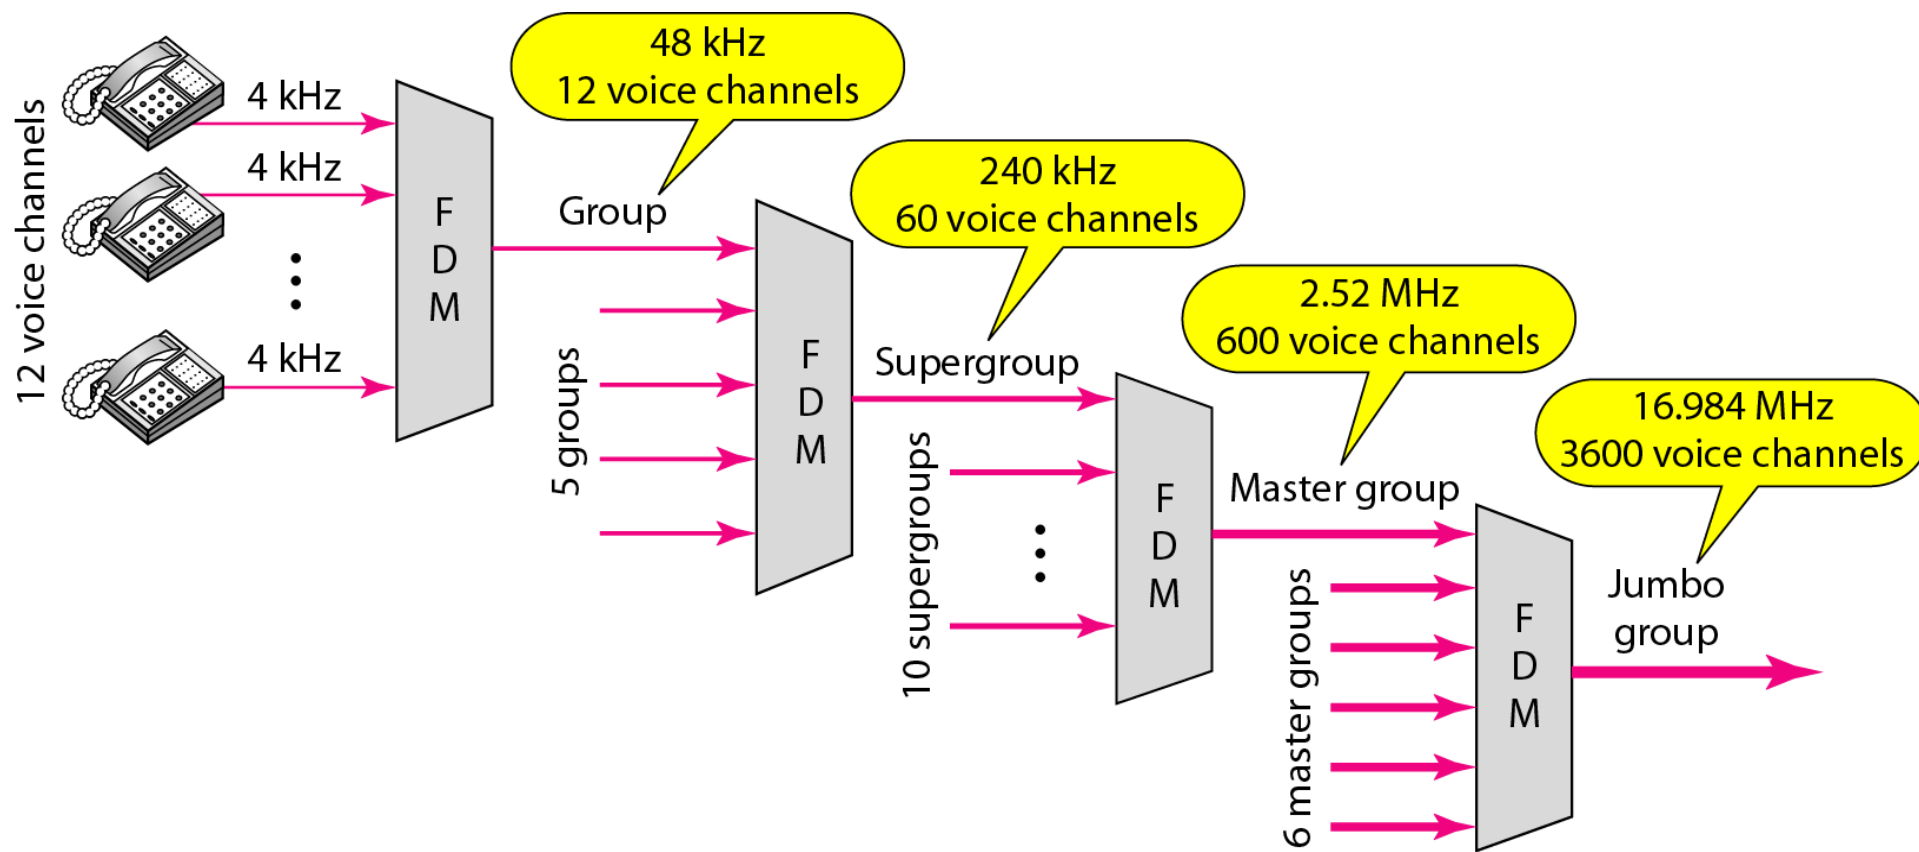 12 voice channels
4 kHz
4 kHz
4 kHz
F
D
M
48 kHz
12 voice channels
Group
5 groups
F
D
M
240 kHz
60 voice channels
Supergroup
10 supergroups
F
D
M
2.52 MHz
600 voice channels
Master group
6 master groups
F
D
M
16.984 MHz
3600 voice channels
Jumbo
group